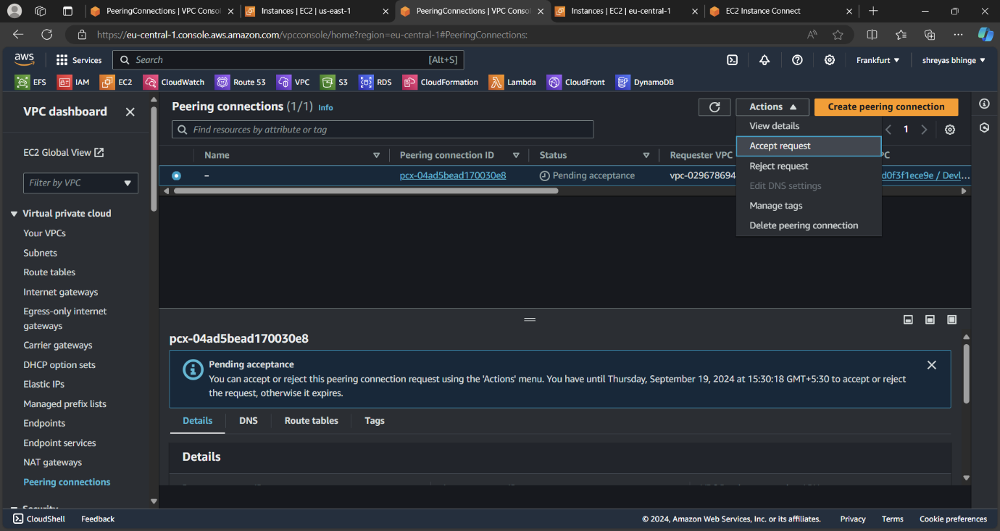 PeeringConnections | VPC Consol
Instances | EC2 | us-east-1
PeeringConnections | VPC Consol
Instances | EC2 | eu-central-1
EC2 Instance Connect
https://eu-central-1.console.aws.amazon.com/vpcconsole/home?region=eu-central-1#PeeringConnections:
aws
Services
Search
[Alt+S]
Frankfurt
shreyas bhinge
EFS
IAM
EC2
CloudWatch
Route 53
VPC
S3
RDS
CloudFormation
Lambda
CloudFront
DynamoDB
VPC dashboard
EC2 Global View
Filter by VPC
Virtual private cloud
Your VPCs
Subnets
Route tables
Internet gateways
Egress-only internet
gateways
Carrier gateways
DHCP option sets
Elastic IPs
Managed prefix lists
Endpoints
Endpoint services
NAT gateways
Peering connections
Peering connections (1/1) Info
Actions
Create peering connection
Find resources by attribute or tag
1
Name
Peering connection ID
Status
Requester VPC
PC
–
pcx-04ad5bead170030e8
Pending acceptance
vpc-029678694
d0f3f1ece9e / Devl...
View details
Accept request
Reject request
Edit DNS settings
Manage tags
Delete peering connection
pcx-04ad5bead170030e8
Pending acceptance
You can accept or reject this peering connection request using the 'Actions' menu. You have until Thursday, September 19, 2024 at 15:30:18 GMT+5:30 to accept or reject
the request, otherwise it expires.
Details
DNS
Route tables
Tags
Details
CloudShell
Feedback
© 2024, Amazon Web Services, Inc. or its affiliates.
Privacy
Terms
Cookie preferences